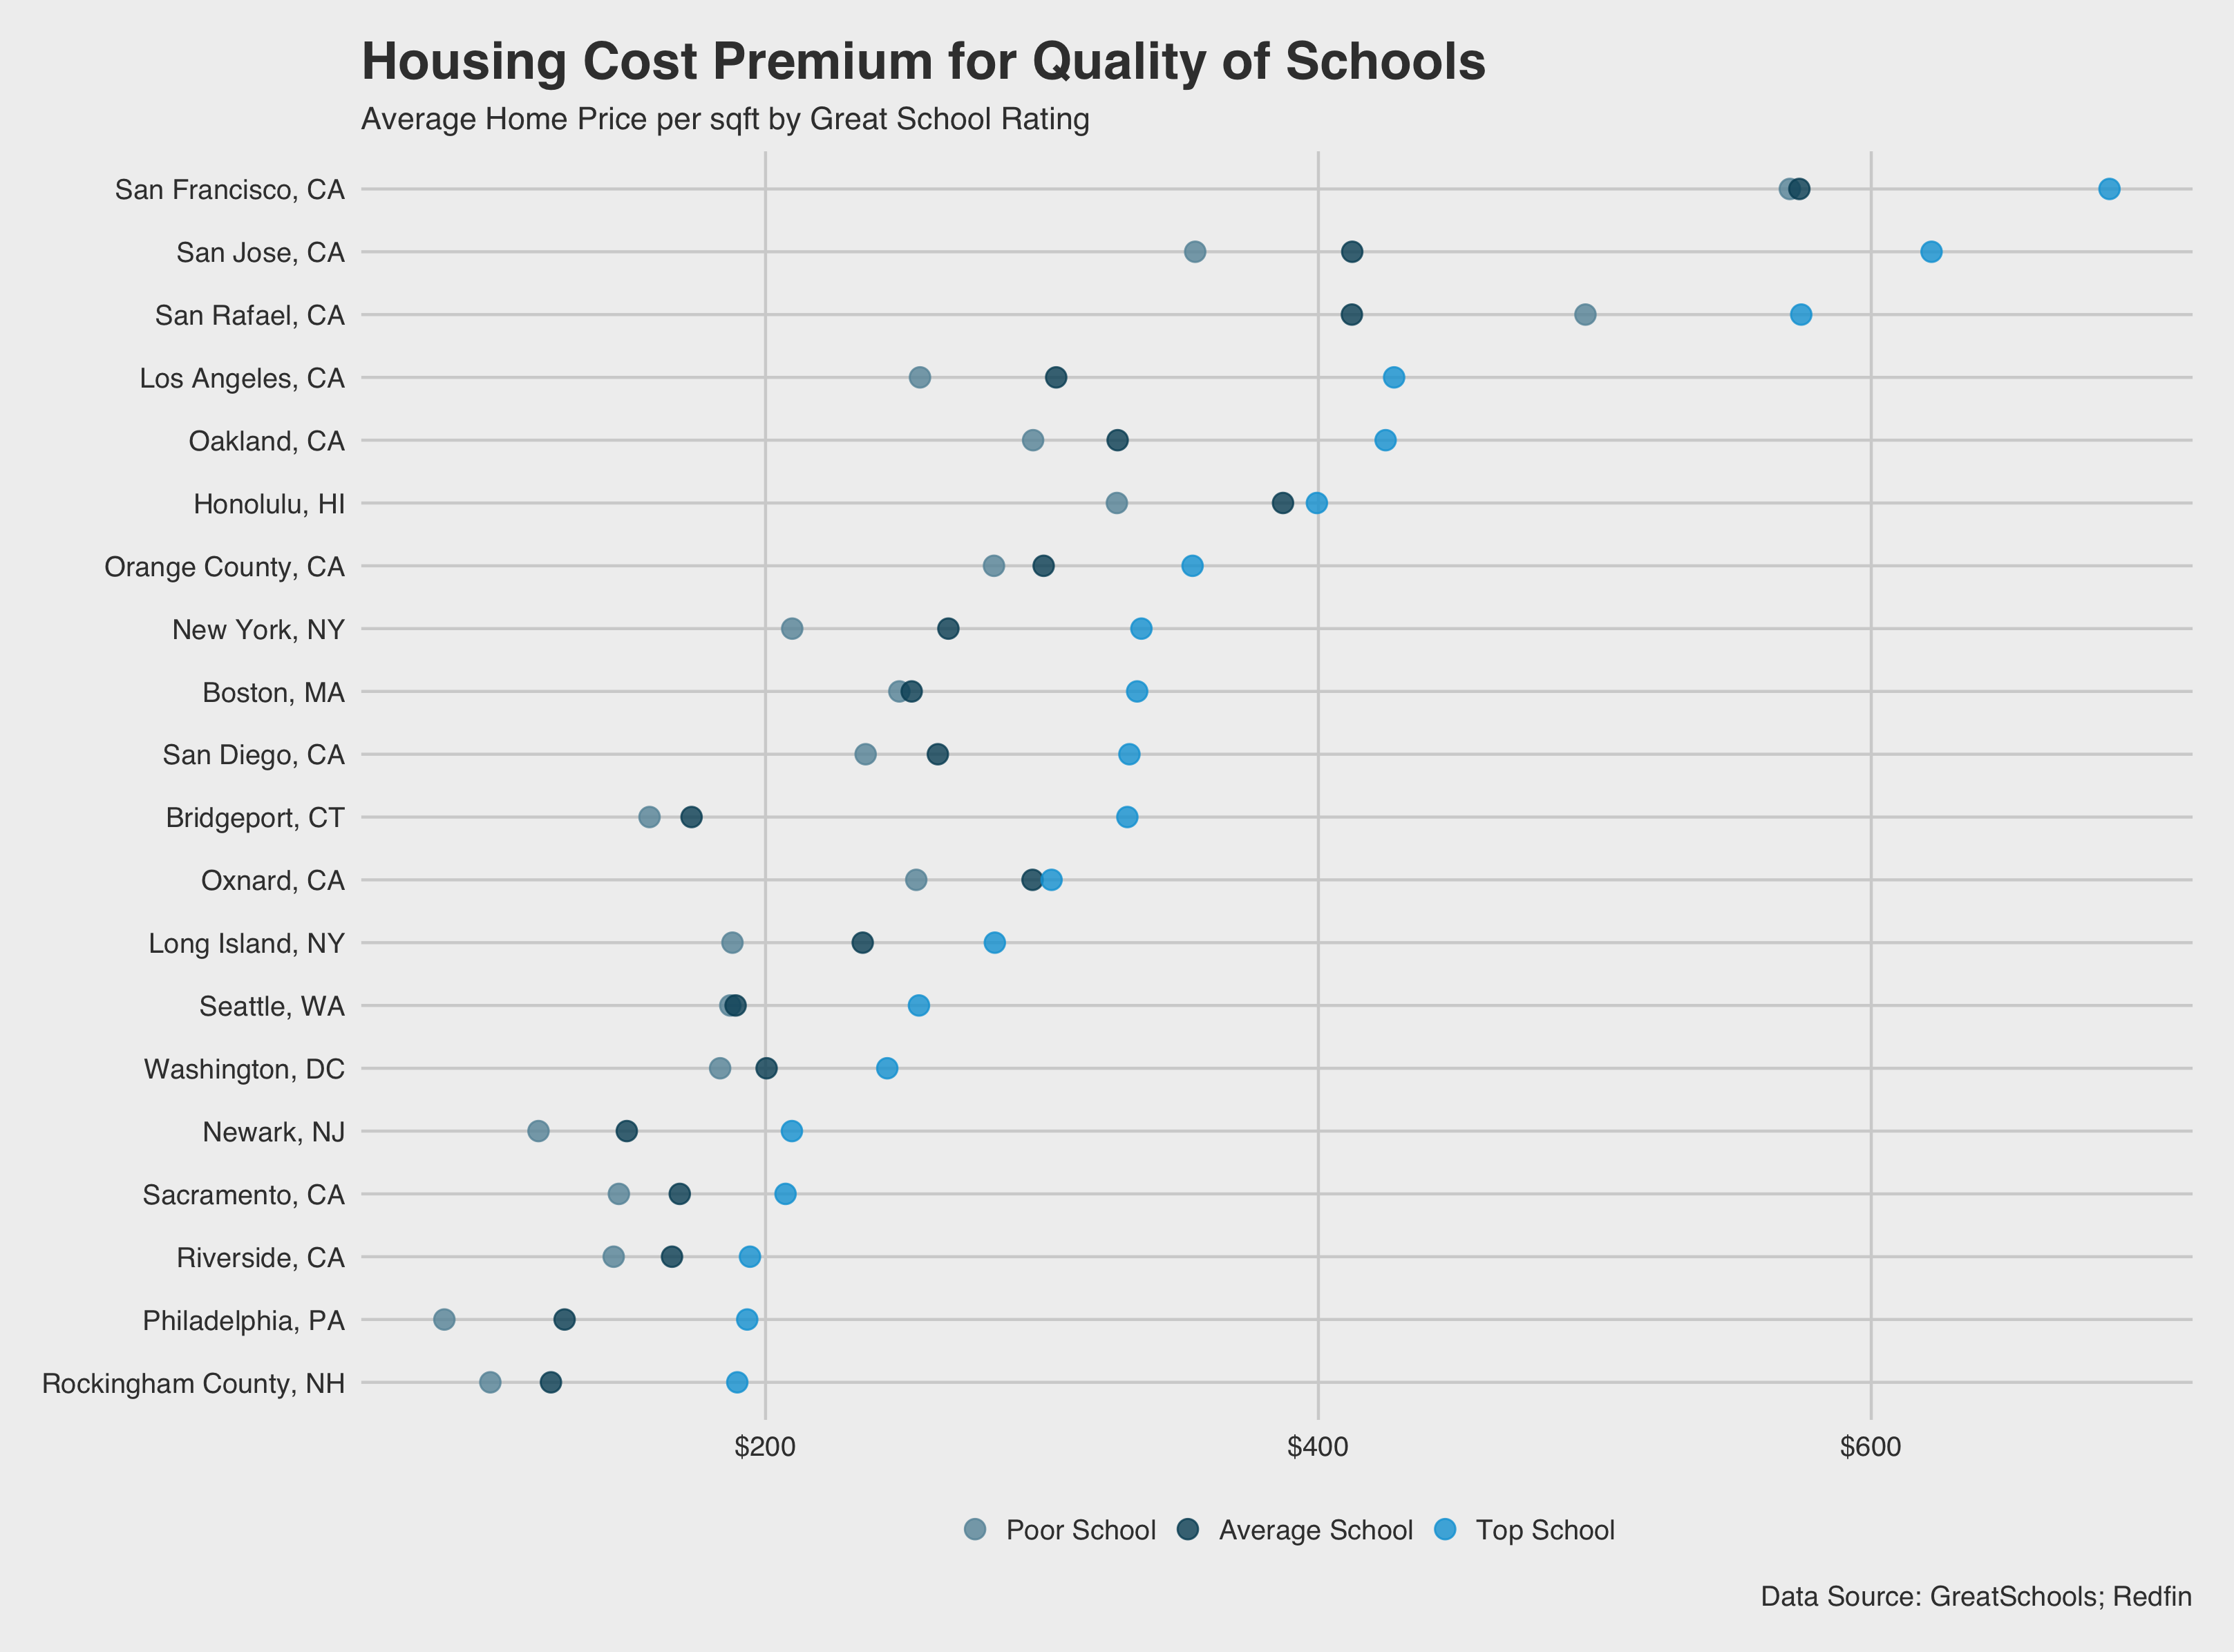 Housing Cost Premium for Quality of Schools
Average Home Price per sqft by Great School Rating
San Francisco, CA
San Jose, CA
San Rafael, CA
Los Angeles, CA
Oakland, CA
Honolulu, HI
Orange County, CA
New York, NY
Boston, MA
San Diego, CA
Bridgeport, CT
Oxnard, CA
Long Island, NY
Seattle, WA
Washington, DC
Newark, NJ
Sacramento, CA
Riverside, CA
Philadelphia, PA
Rockingham County, NH
$200 $400 $600
Poor School Average School Top School
Data Source: GreatSchools; Redfin